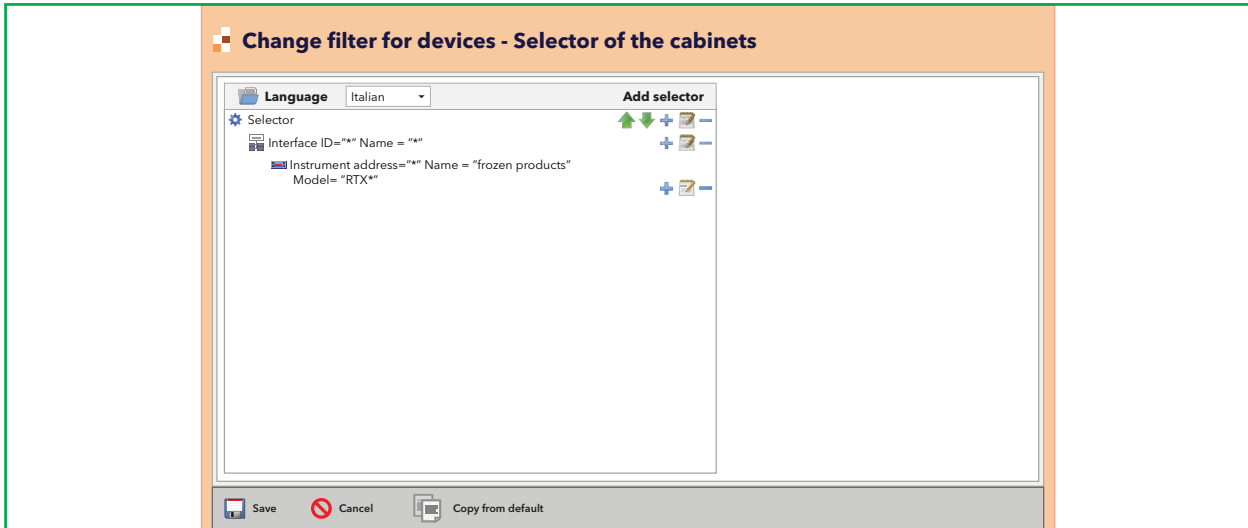 Change filter for devices - Selector of the cabinets
Language Italian Add selector
Selector
Interface ID="*" Name = "*"
Instrument address="*" Name = "frozen products"
Model= "RTX*"
Save Cancel Copy from default